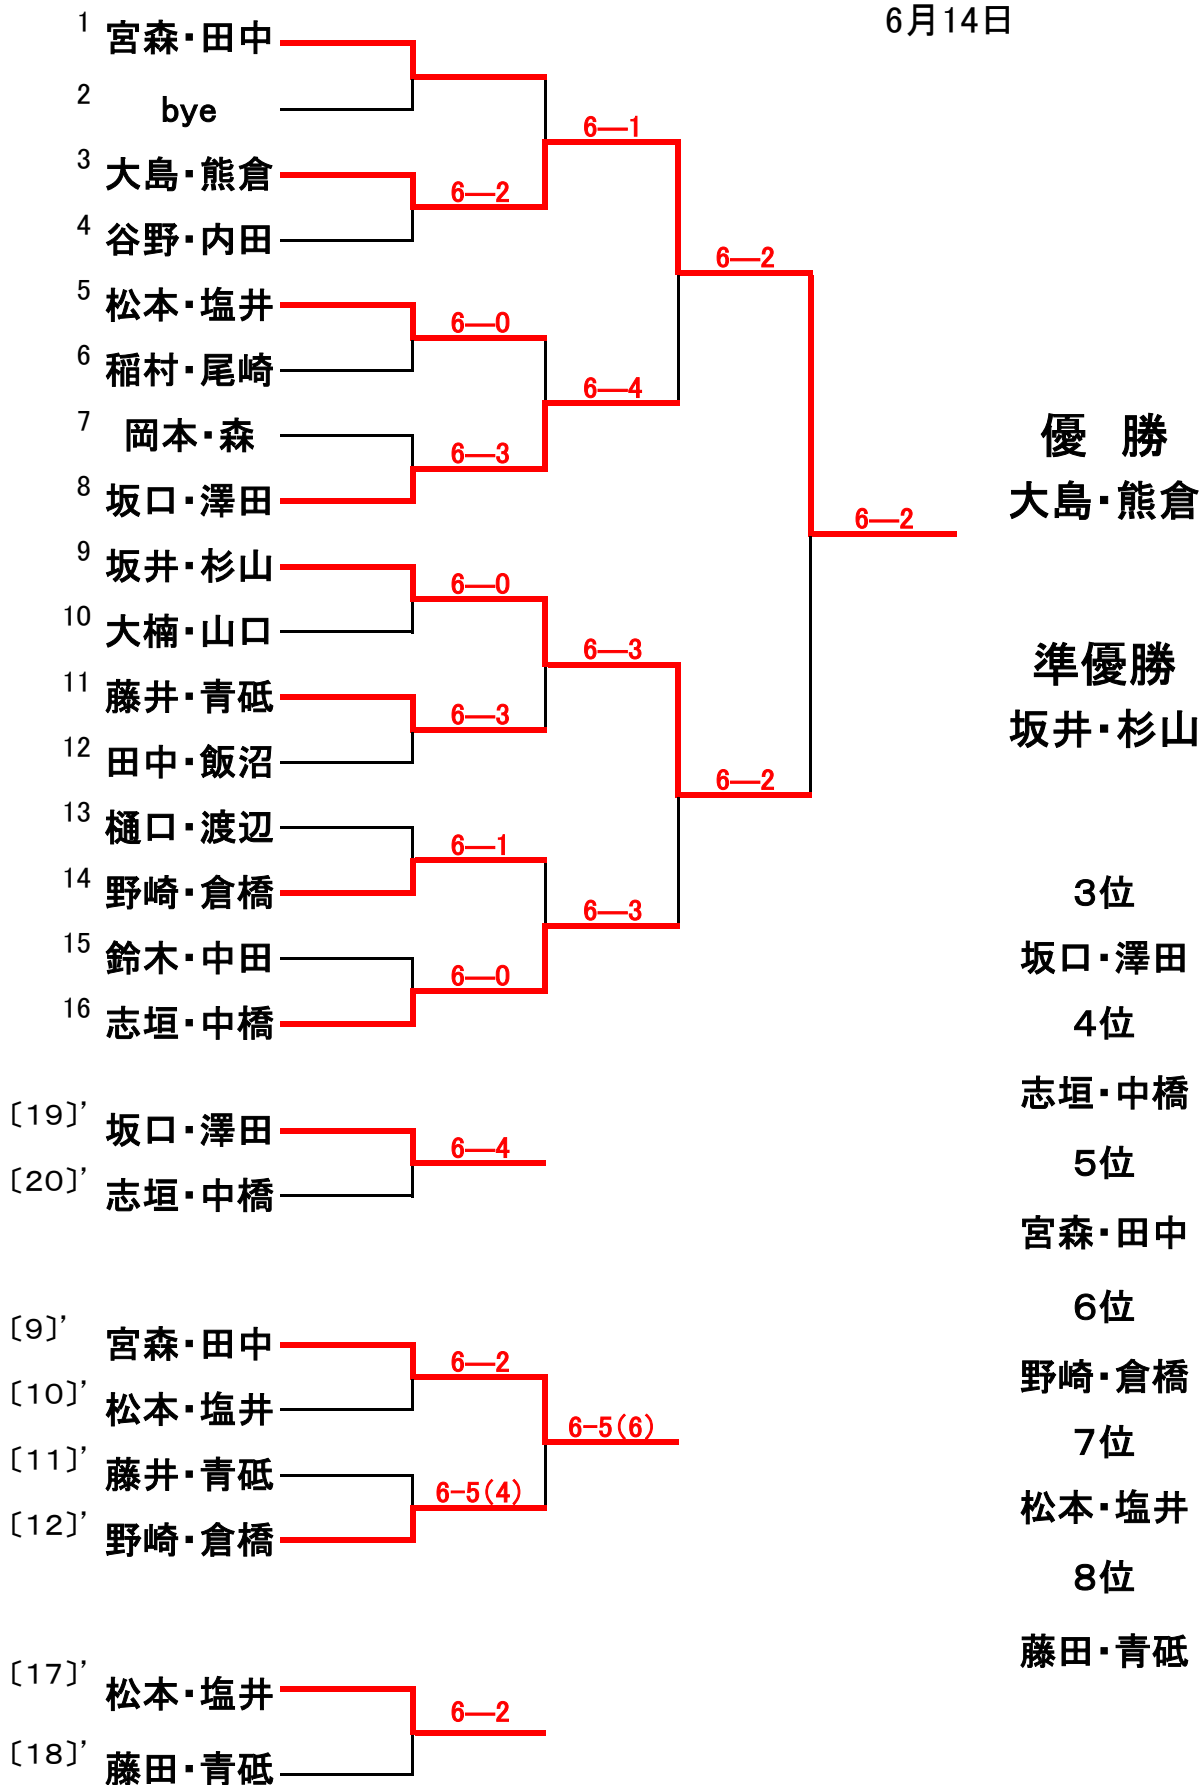 6月14日
1 宮森・田中
2 bye
6―1
3 大島・熊倉
6―2
4 谷野・内田
6―2
5 松本・塩井
6―0
6 稲村・尾崎
6―4
7 岡本・森
6―3
8 坂口・澤田
優　勝
大島・熊倉
6―2
9 坂井・杉山
6―0
10 大楠・山口
6―3
11 藤井・青砥
6―3
12 田中・飯沼
6―2
準優勝
坂井・杉山
13 樋口・渡辺
6―1
14 野崎・倉橋
6―3
15 鈴木・中田
6―0
16 志垣・中橋
3位
坂口・澤田
4位
志垣・中橋
5位
宮森・田中
6位
野崎・倉橋
7位
松本・塩井
8位
藤田・青砥
〔19〕’ 坂口・澤田
6―4
〔20〕’ 志垣・中橋
〔9〕’ 宮森・田中
6―2
〔10〕’ 松本・塩井
6-5(6)
〔11〕’ 藤井・青砥
6-5(4)
〔12〕’ 野崎・倉橋
〔17〕’ 松本・塩井
6―2
〔18〕’ 藤田・青砥